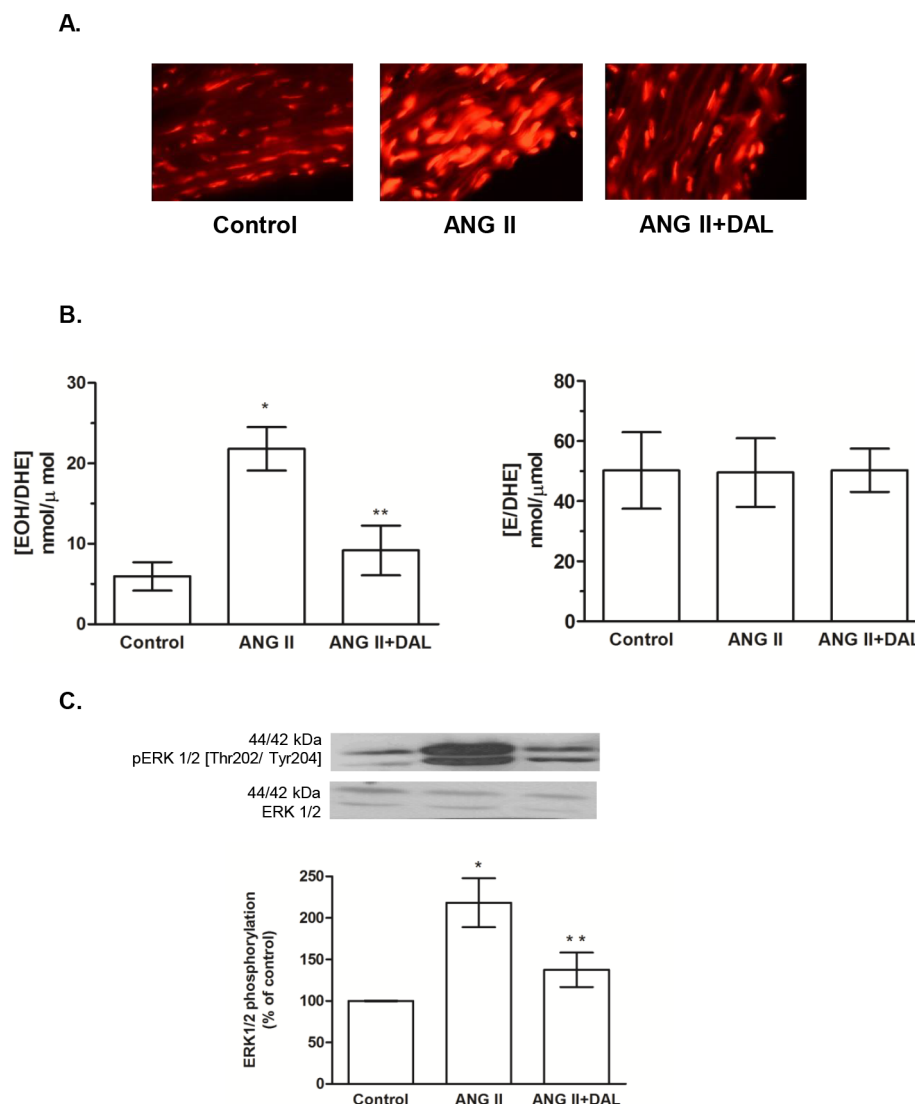 A.
Control
ANG II
ANG II+DAL
B.
[EOH/DHE]
nmol/μ mol
30
20
10
0
*
**
Control
ANG II
ANG II+DAL
[E/DHE]
nmol/μmol
80
60
40
20
0
Control
ANG II
ANG II+DAL
C.
44/42 kDa
pERK 1/2 [Thr202/ Tyr204]
44/42 kDa
ERK 1/2
ERK1/2 phosphorylation
(% of control)
250
200
150
100
50
0
*
* *
Control
ANG II
ANG II+DAL